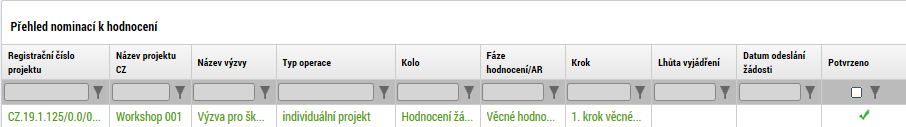 Přehled nominací k hodnocení
Registrační číslo projektu Název projektu CZ Název výzvy Typ operace Kolo Fáze hodnocení/AR Krok Lhůta vyjádření Datum odeslání žádosti Potvrzeno
CZ.19.1.125/0.0/0... Workshop 001 Výzva pro šk... individuální projekt Hodnocení žá... Věcné hodno... 1. krok věcné...